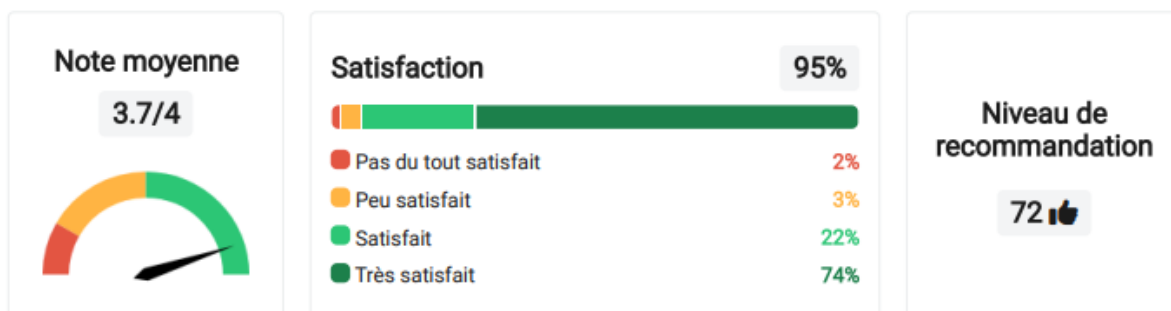 Note moyenne
3.7/4
Satisfaction
95%
Pas du tout satisfait 2%
Peu satisfait 3%
Satisfait 22%
Très satisfait 74%
Niveau de
recommandation
72